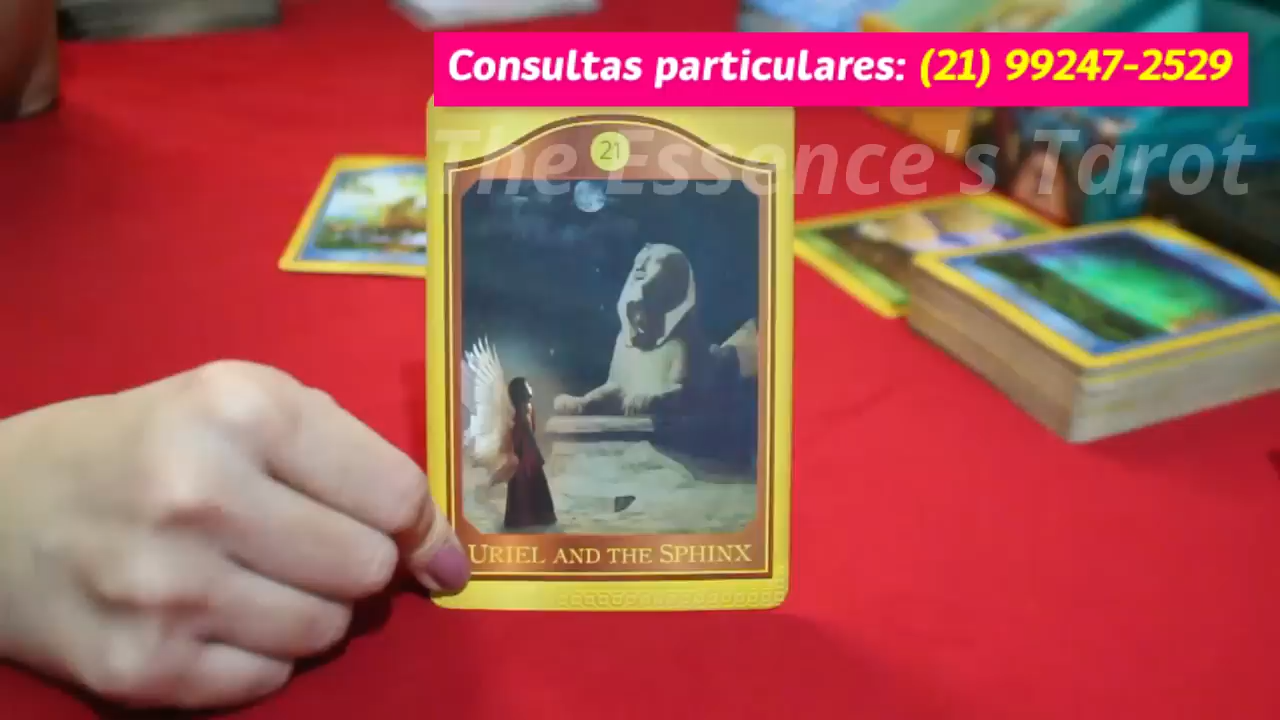 Consultas particulares: (21) 99247-2529
The Essence's Tarot
21
URIEL AND THE SPHINX